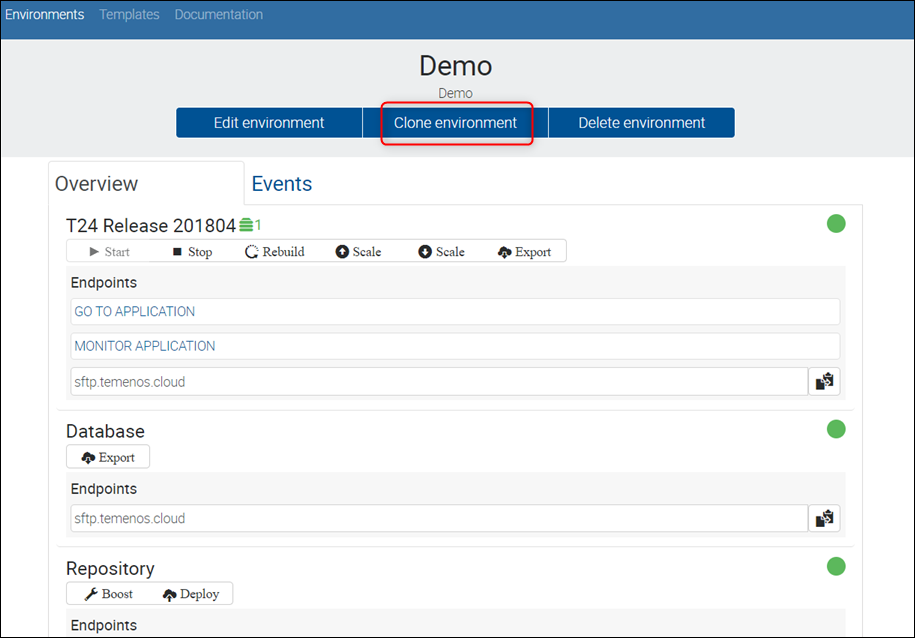 Environments Templates Documentation
Demo
Demo
Edit environment Clone environment Delete environment
Overview Events
T24 Release 201804 1
Start Stop Rebuild Scale Scale Export
Endpoints
GO TO APPLICATION
MONITOR APPLICATION
sftp.temenos.cloud
Database
Export
Endpoints
sftp.temenos.cloud
Repository
Boost Deploy
Endpoints